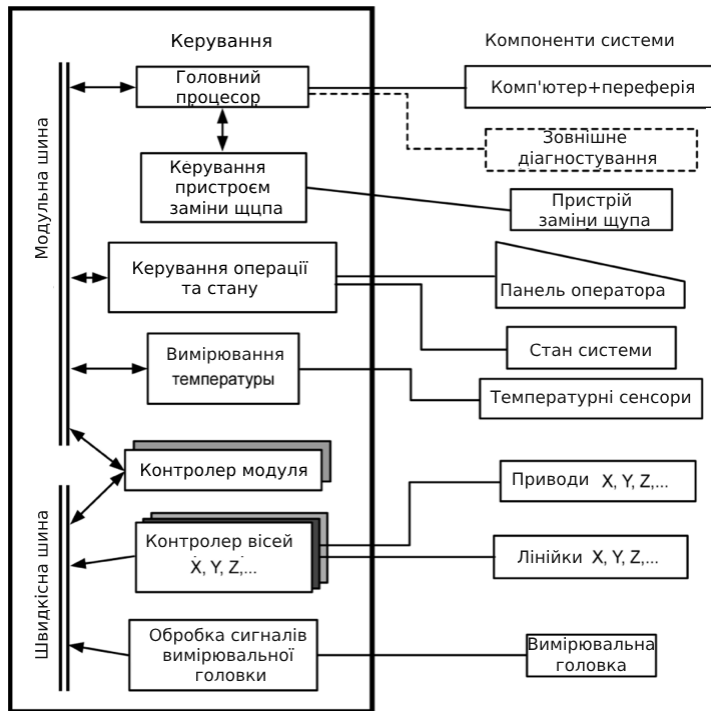 Керування
Компоненти системи
Головний
процесор
Комп'ютер+переферія
Зовнішне
діагностування
Керування
пристроєм
заміни щцпа
Пристрій
заміни щупа
Модульна шина
Керування операції
та стану
Панель оператора
Стан системи
Вимірювання
температуры
Температурні сенсори
Контролер модуля
Приводи X, Y, Z,...
Контролер вісей
X, Y, Z,...
Лінійки X, Y, Z,...
Швидкісна шина
Обробка сигналів
вимірювальної
головки
Вимірювальна
головка